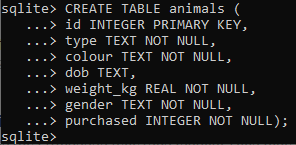 sqlite> CREATE TABLE animals (
   ...> id INTEGER PRIMARY KEY,
   ...> type TEXT NOT NULL,
   ...> colour TEXT NOT NULL,
   ...> dob TEXT,
   ...> weight_kg REAL NOT NULL,
   ...> gender TEXT NOT NULL,
   ...> purchased INTEGER NOT NULL);
sqlite>